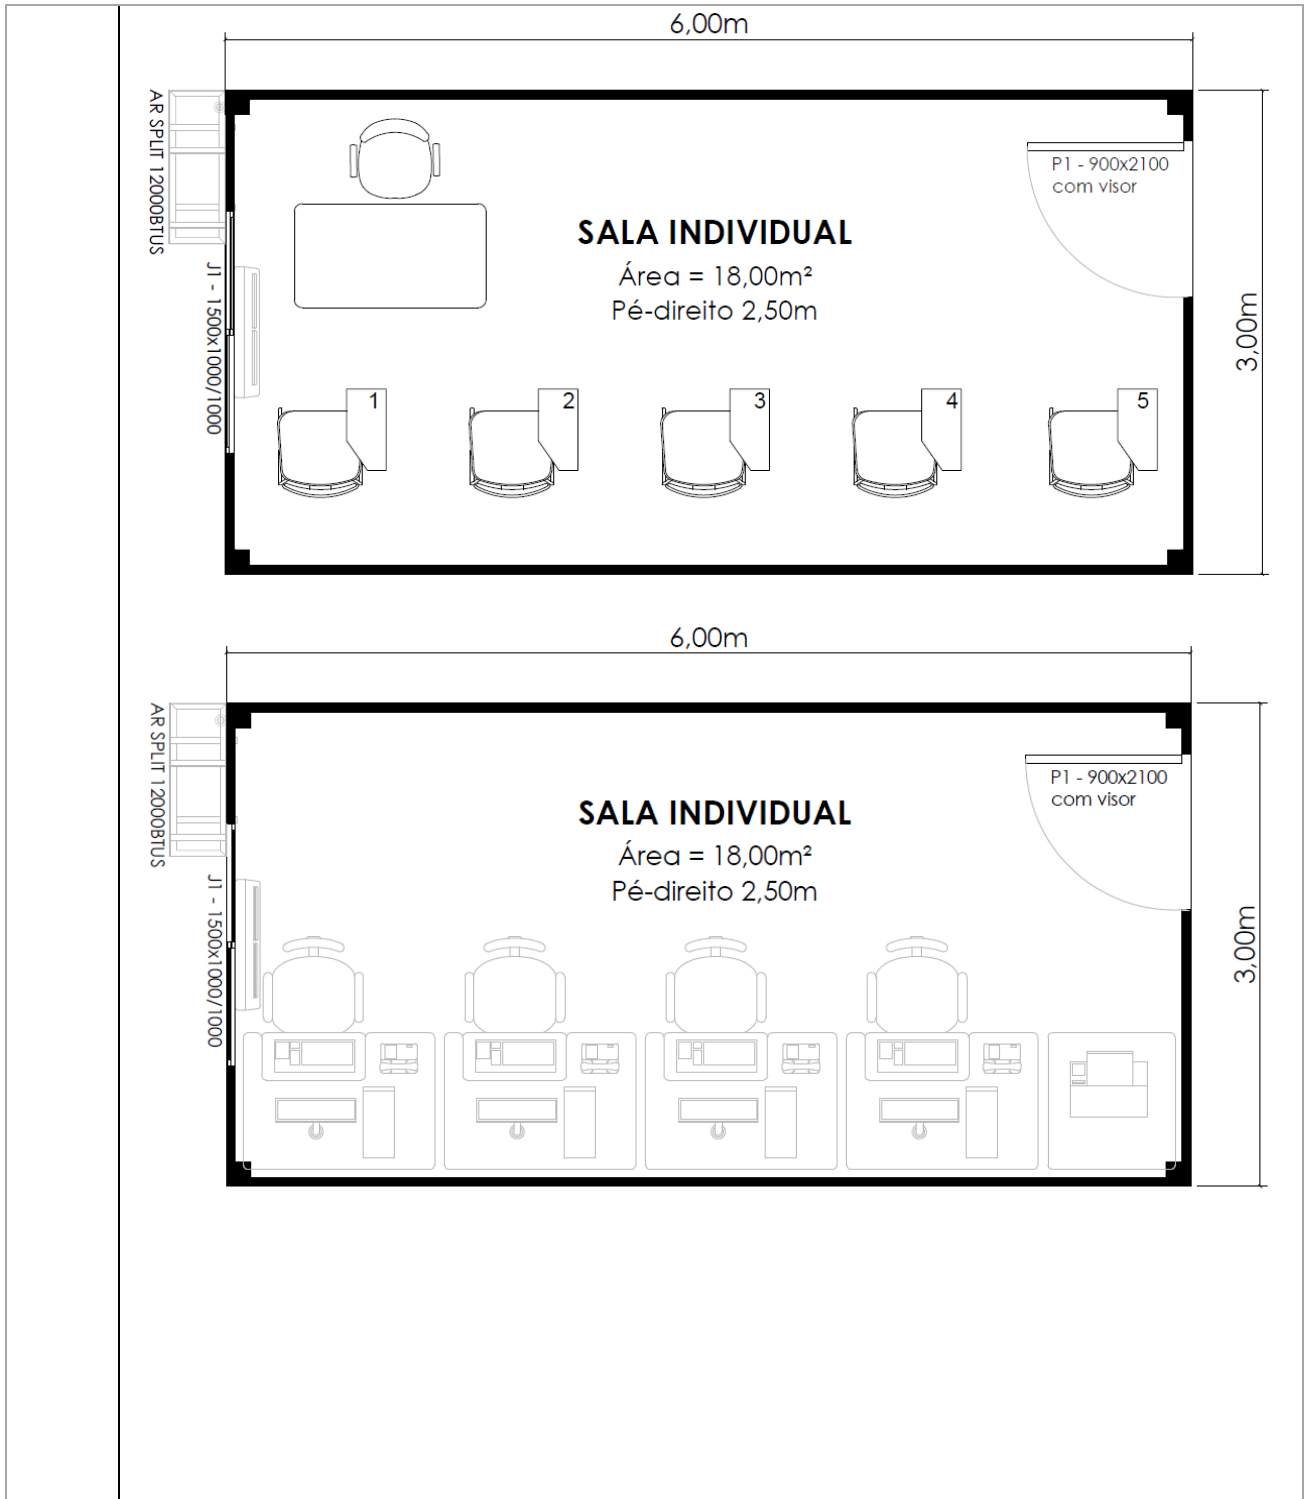 6,00m
AR SPLIT 12000BTUS
P1 - 900x2100
com visor
SALA INDIVIDUAL
Área = 18,00m²
Pé-direito 2,50m
J1 - 1500x1000/1000
3,00m
1
2
3
4
5
6,00m
AR SPLIT 12000BTUS
P1 - 900x2100
com visor
SALA INDIVIDUAL
Área = 18,00m²
Pé-direito 2,50m
J1 - 1500x1000/1000
3,00m